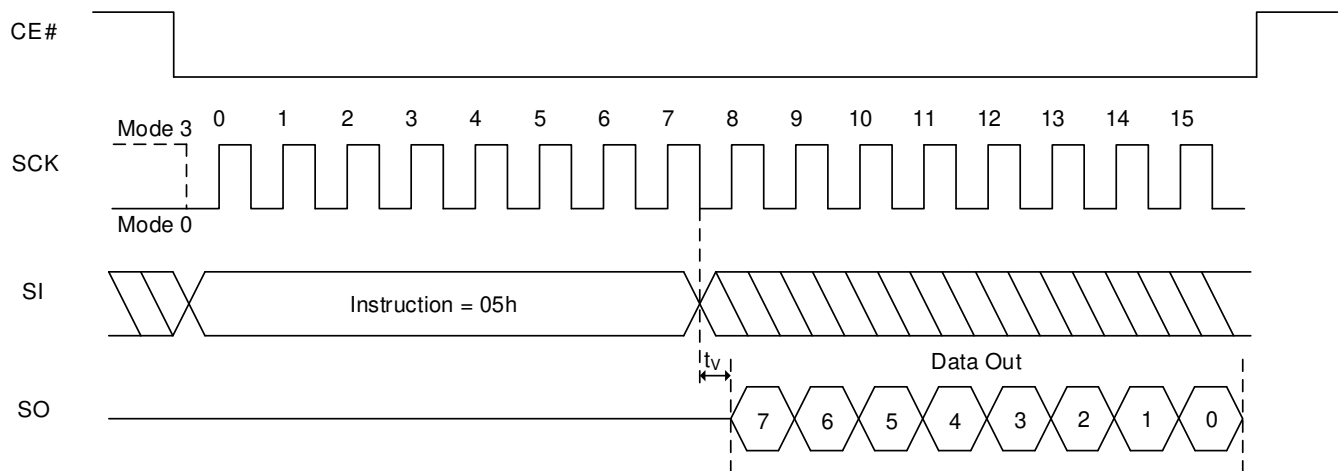 CE#
0 1 2 3 4 5 6 7 8 9 10 11 12 13 14 15
Mode 3
SCK
Mode 0
SI
Instruction = 05h
tV
Data Out
SO
7 6 5 4 3 2 1 0